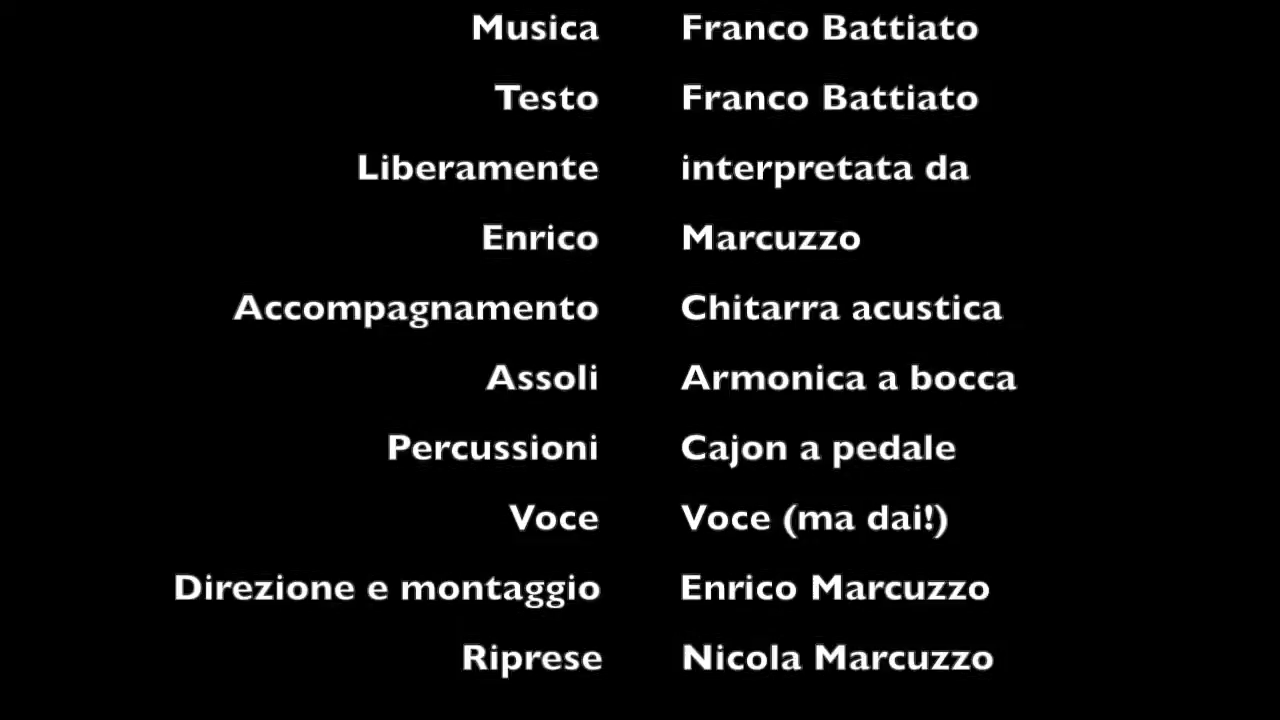 Musica Franco Battiato
Testo Franco Battiato
Liberamente interpretata da
Enrico Marcuzzo
Accompagnamento Chitarra acustica
Assoli Armonica a bocca
Percussioni Cajon a pedale
Voce Voce (ma dai!)
Direzione e montaggio Enrico Marcuzzo
Riprese Nicola Marcuzzo